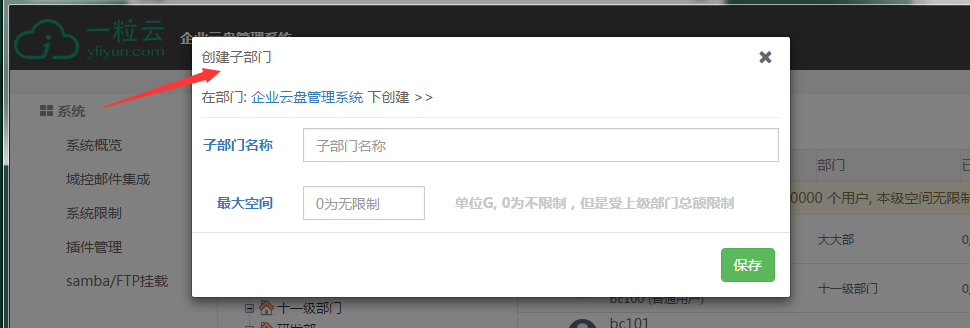 一粒云
yliyun.com
企业云盘管理系统
创建子部门
在部门: 企业云盘管理系统 下创建 >>
子部门名称 子部门名称
最大空间 0为无限制 单位G, 0为不限制，但是受上级部门总额限制
保存
系统
系统概览
域控邮件集成
系统限制
插件管理
samba/FTP挂载
部门
0000 个用户, 本级空间无限制
大大部
十一级部门
bc100 (普通用户)
十一级部门
研发部
bc101